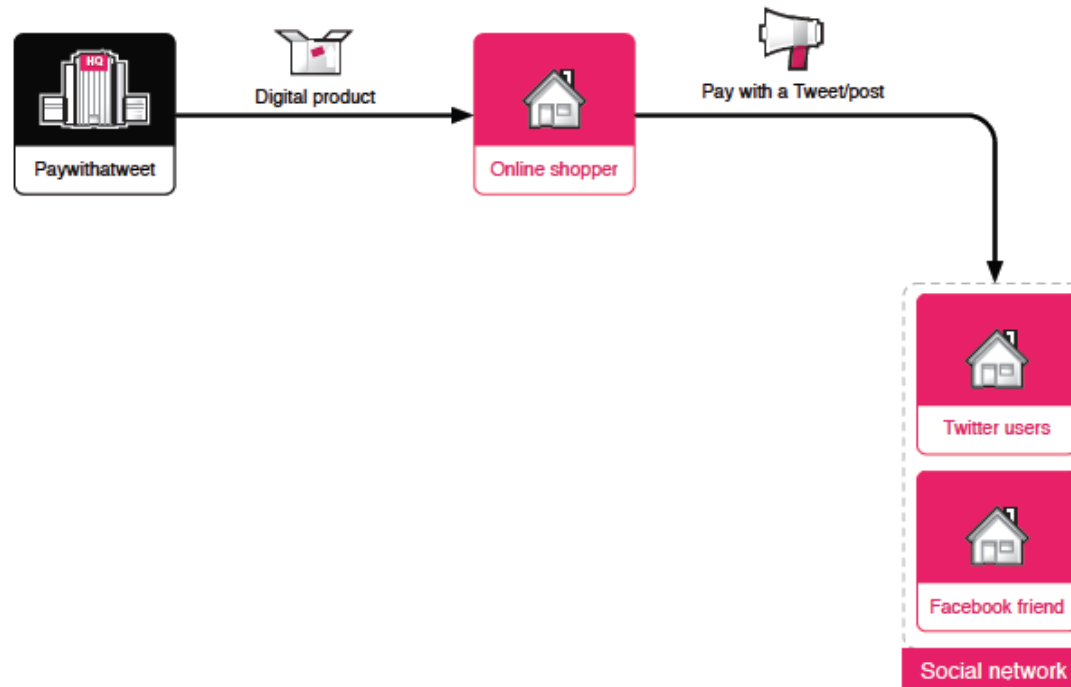 HQ
Digital product
Pay with a Tweet/post
Paywithatweet
Online shopper
Twitter users
Facebook friend
Social network